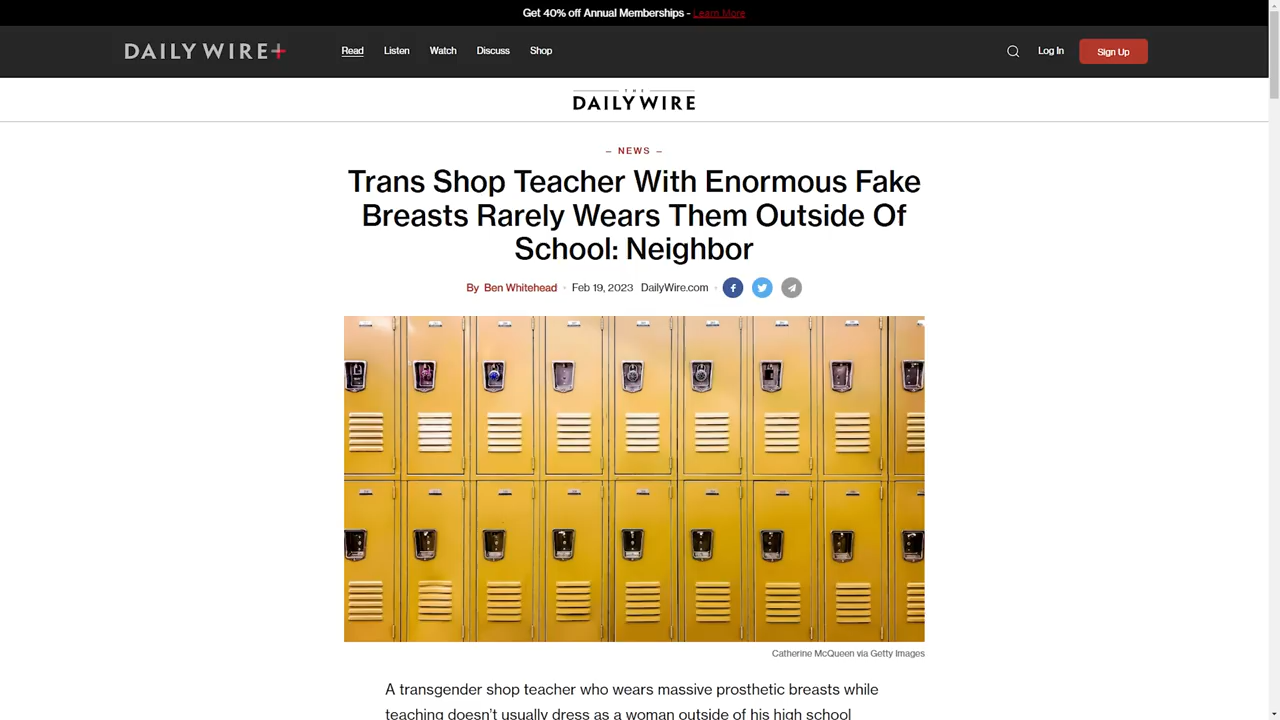 Get 40% off Annual Memberships - Learn More
DAILY WIRE+ Read Listen Watch Discuss Shop Log In Sign Up
THE
DAILY WIRE
– NEWS –
Trans Shop Teacher With Enormous Fake
Breasts Rarely Wears Them Outside Of
School: Neighbor
By Ben Whitehead • Feb 19, 2023 DailyWire.com •
Catherine McQueen via Getty Images
A transgender shop teacher who wears massive prosthetic breasts while
teaching doesn't usually dress as a woman outside of his high school